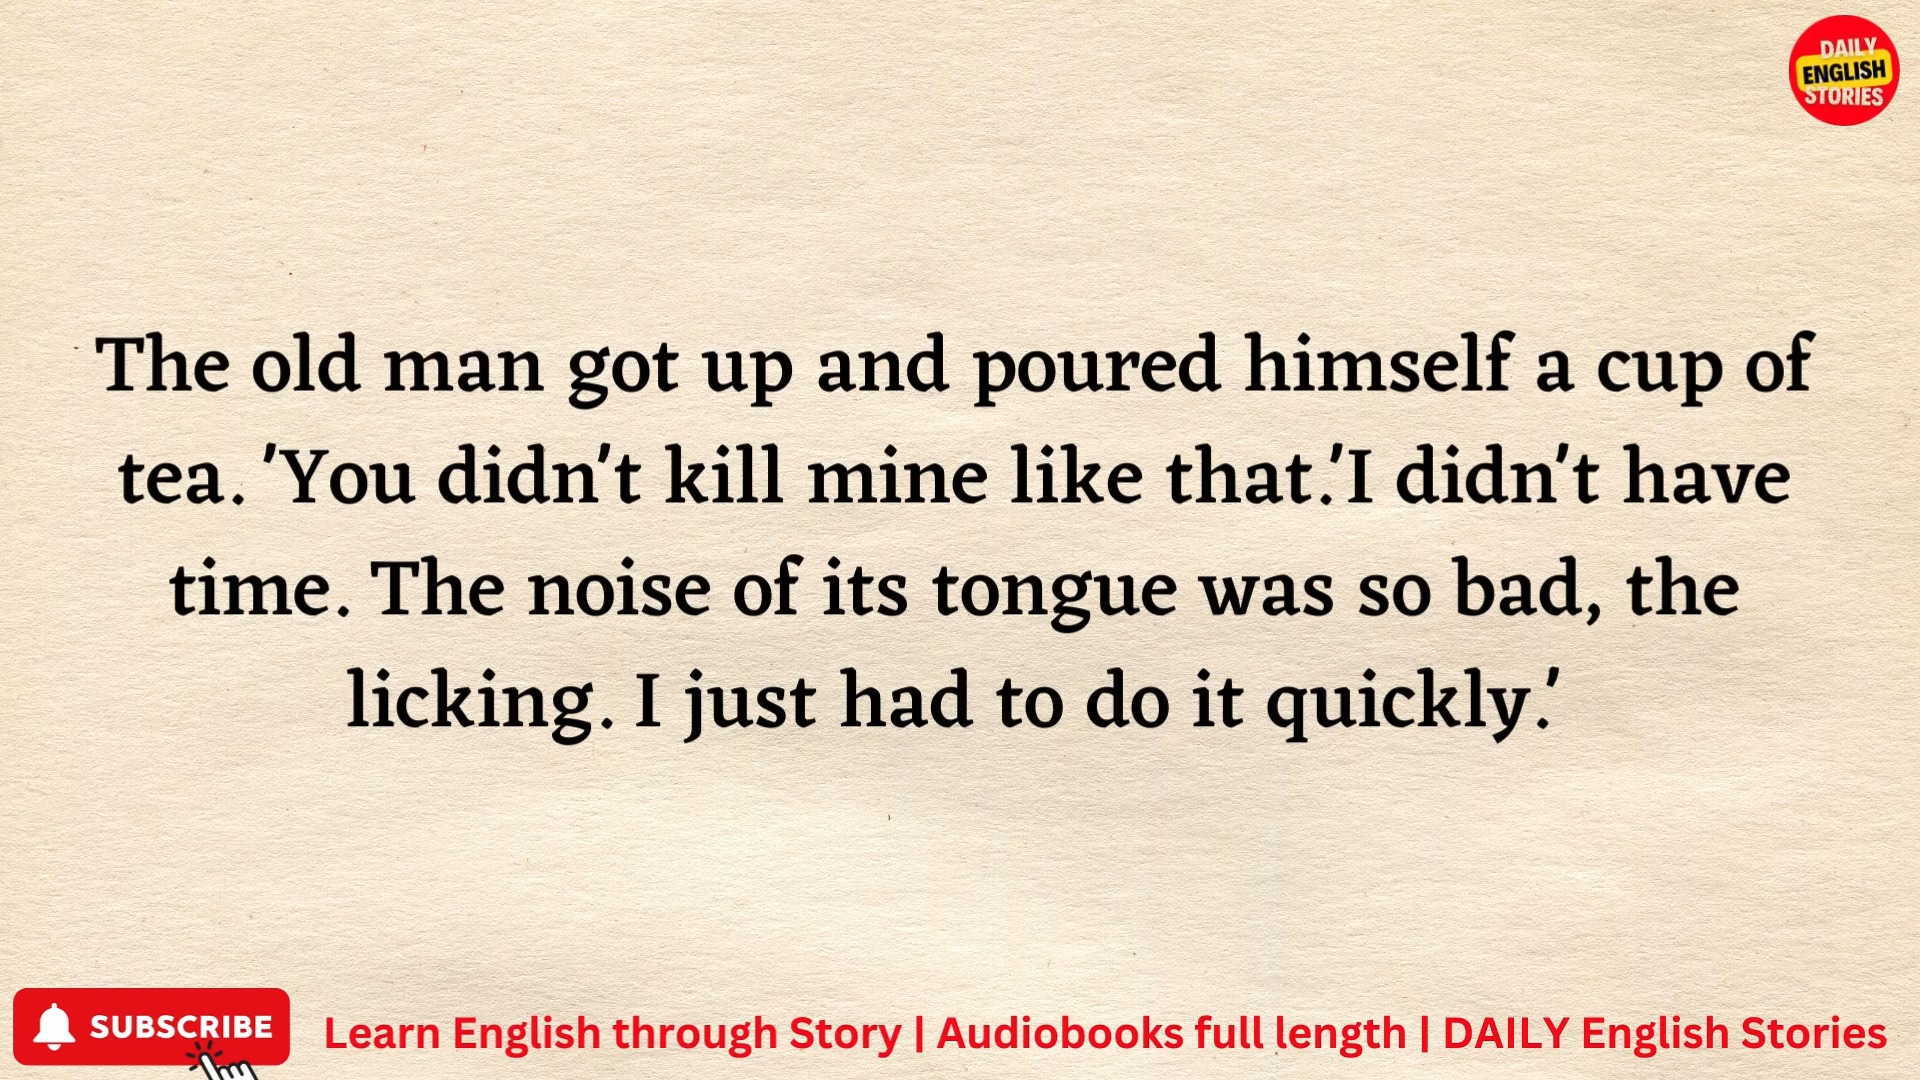 DAILY
ENGLISH
STORIES
The old man got up and poured himself a cup of
tea. 'You didn't kill mine like that.'I didn't have
time. The noise of its tongue was so bad, the
licking. I just had to do it quickly.'
SUBSCRIBE
Learn English through Story | Audiobooks full length | DAILY English Stories